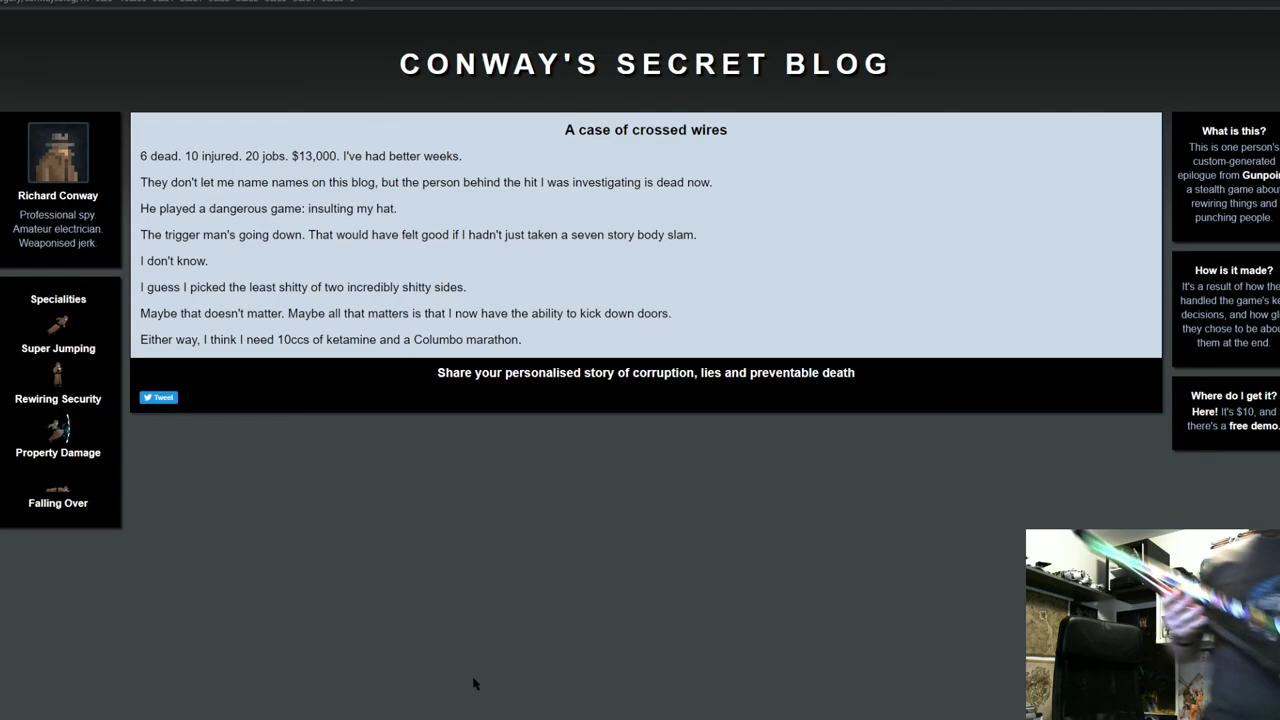 CONWAY'S SECRET BLOG
Richard Conway
Professional spy.
Amateur electrician.
Weaponised jerk.
Specialities
Super Jumping
Rewiring Security
Property Damage
Falling Over
A case of crossed wires
6 dead. 10 injured. 20 jobs. $13,000. I've had better weeks.
They don't let me name names on this blog, but the person behind the hit I was investigating is dead now.
He played a dangerous game: insulting my hat.
The trigger man's going down. That would have felt good if I hadn't just taken a seven story body slam.
I don't know.
I guess I picked the least shitty of two incredibly shitty sides.
Maybe that doesn't matter. Maybe all that matters is that I now have the ability to kick down doors.
Either way, I think I need 10ccs of ketamine and a Columbo marathon.
Share your personalised story of corruption, lies and preventable death
Tweet
What is this?
This is one person's
custom-generated
epilogue from Gunpoi
a stealth game about
rewiring things and
punching people.
How is it made?
It's a result of how the
handled the game's ke
decisions, and how gl
they chose to be abou
them at the end.
Where do I get it?
Here! It's $10, and
there's a free demo.